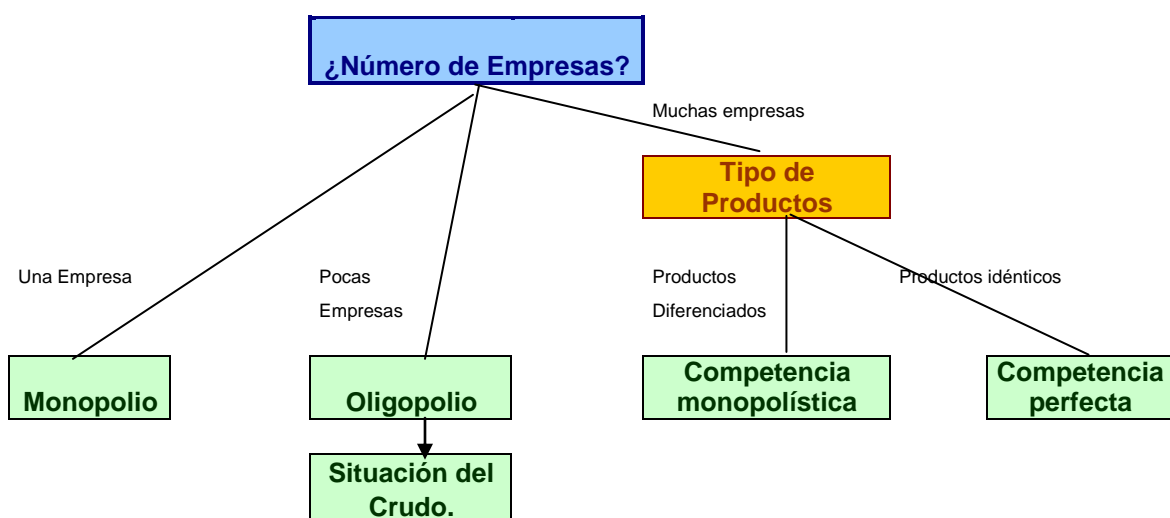 ¿Número de Empresas?
Muchas empresas
Tipo de
Productos
Una Empresa
Pocas
Empresas
Productos
Diferenciados
Productos idénticos
Monopolio
Oligopolio
Competencia
monopolística
Competencia
perfecta
Situación del
Crudo.